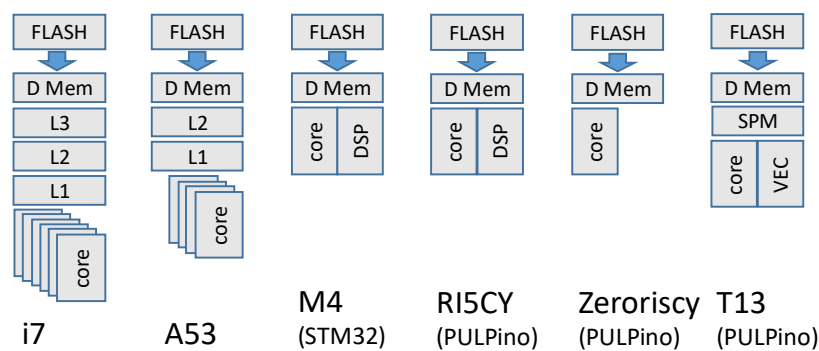 FLASH
D Mem
L3
L2
L1
core
i7
FLASH
D Mem
L2
L1
core
A53
FLASH
D Mem
core DSP
M4
(STM32)
FLASH
D Mem
core DSP
RI5CY
(PULPino)
FLASH
D Mem
core
Zeroriscy
(PULPino)
FLASH
D Mem
SPM
core VEC
T13
(PULPino)